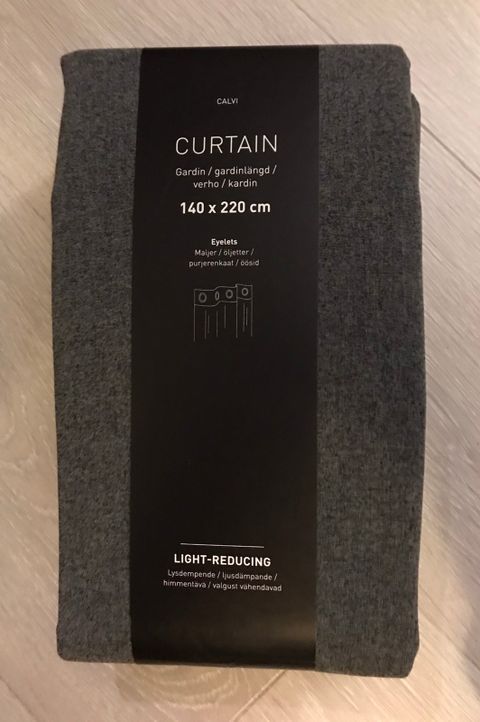 CALVI
CURTAIN
Gardin / gardinlängd /
verho / kardin
140 x 220 cm
Eyelets
Maljer / öljetter /
purjerenkaat / öösid
LIGHT-REDUCING
Lysdempende / ljusdämpande /
himmentävä / valgust vähendavad